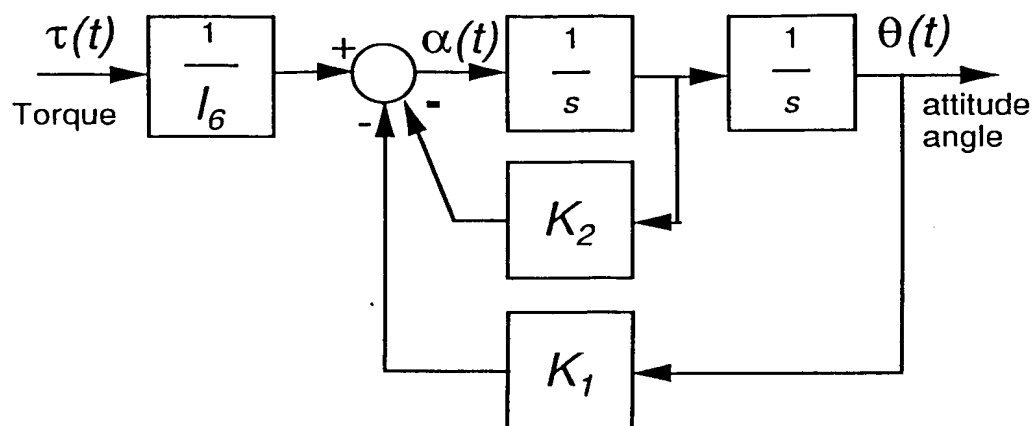 τ(t)
Torque
1
I6
+
-
-
α(t)
1
s
1
s
θ(t)
attitude
angle
K2
K1